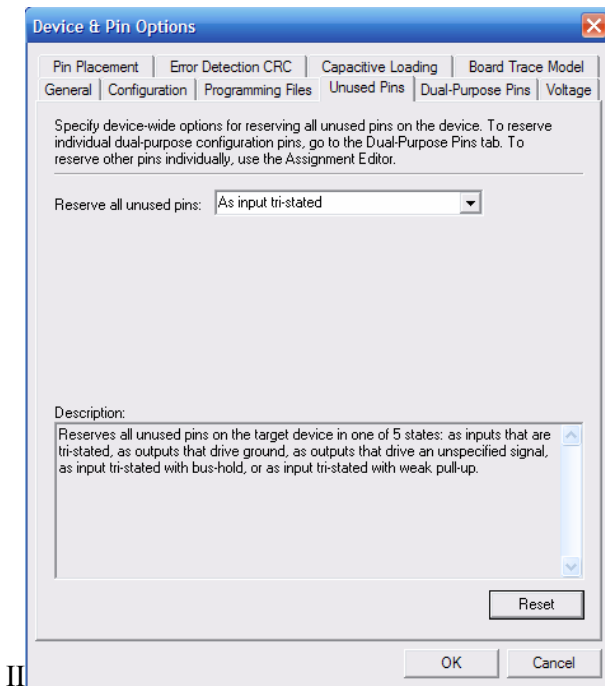 Device & Pin Options
Pin Placement Error Detection CRC Capacitive Loading Board Trace Model
General Configuration Programming Files Unused Pins Dual-Purpose Pins Voltage
Specify device-wide options for reserving all unused pins on the device. To reserve
individual dual-purpose configuration pins, go to the Dual-Purpose Pins tab. To
reserve other pins individually, use the Assignment Editor.
Reserve all unused pins: As input tri-stated
Description:
Reserves all unused pins on the target device in one of 5 states: as inputs that are
tri-stated, as outputs that drive ground, as outputs that drive an unspecified signal,
as input tri-stated with bus-hold, or as input tri-stated with weak pull-up.
Reset
OK Cancel
II